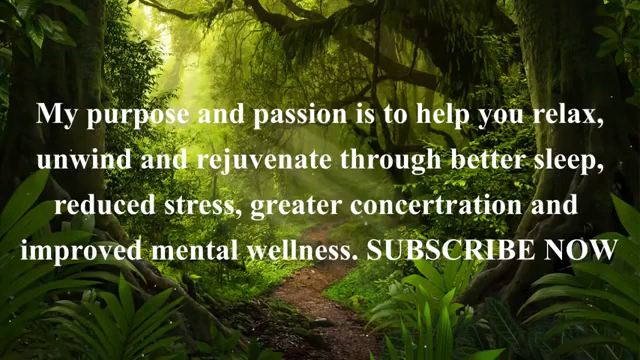 My purpose and passion is to help you relax,
unwind and rejuvenate through better sleep,
reduced stress, greater concertration and
improved mental wellness. SUBSCRIBE NOW